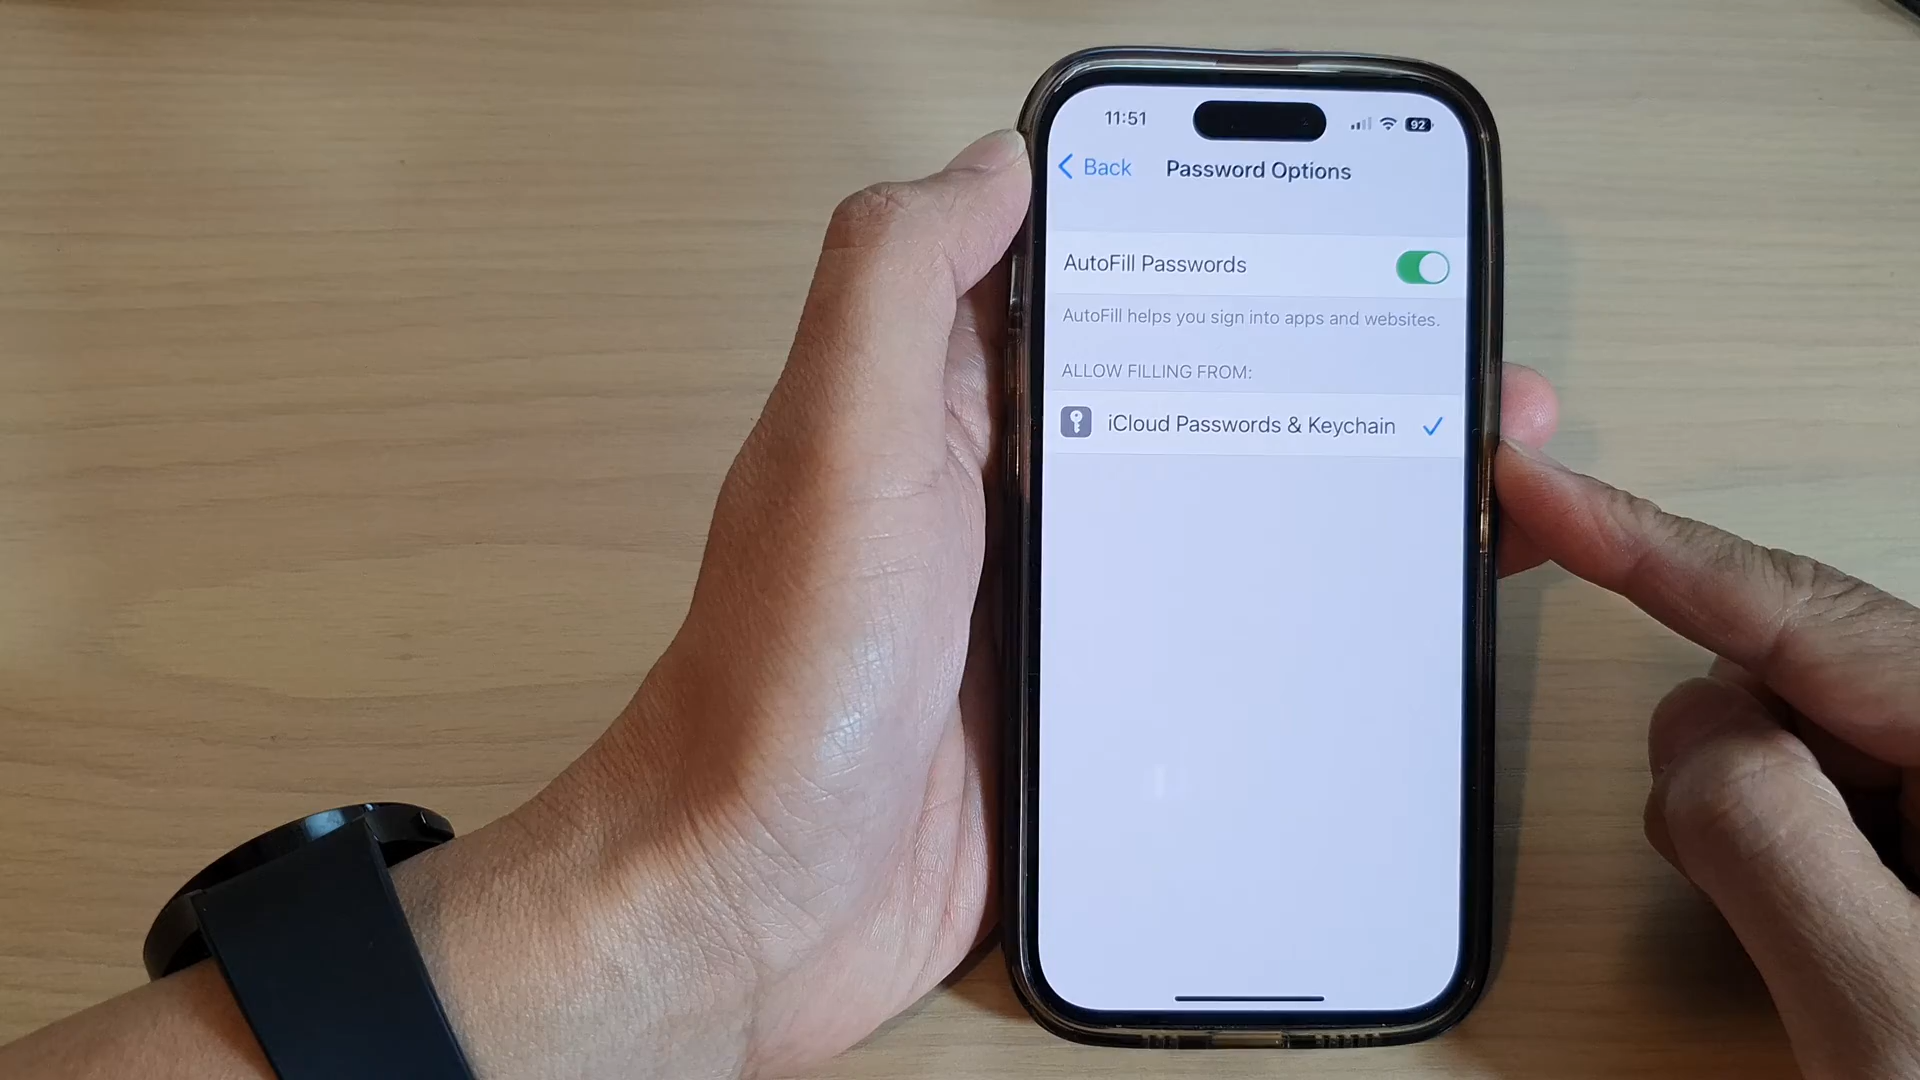 11:51
92
Back
Password Options
AutoFill Passwords
AutoFill helps you sign into apps and websites.
ALLOW FILLING FROM:
iCloud Passwords & Keychain